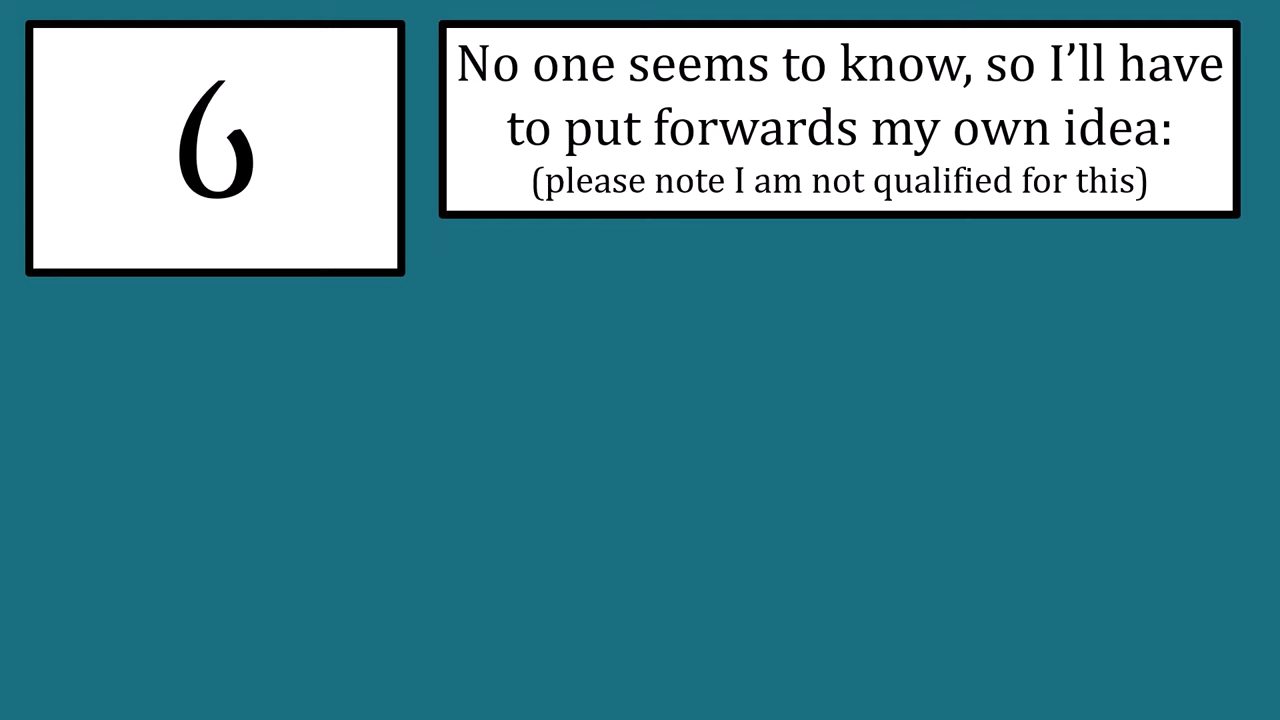 ს
No one seems to know, so I’ll have
to put forwards my own idea:
(please note I am not qualified for this)